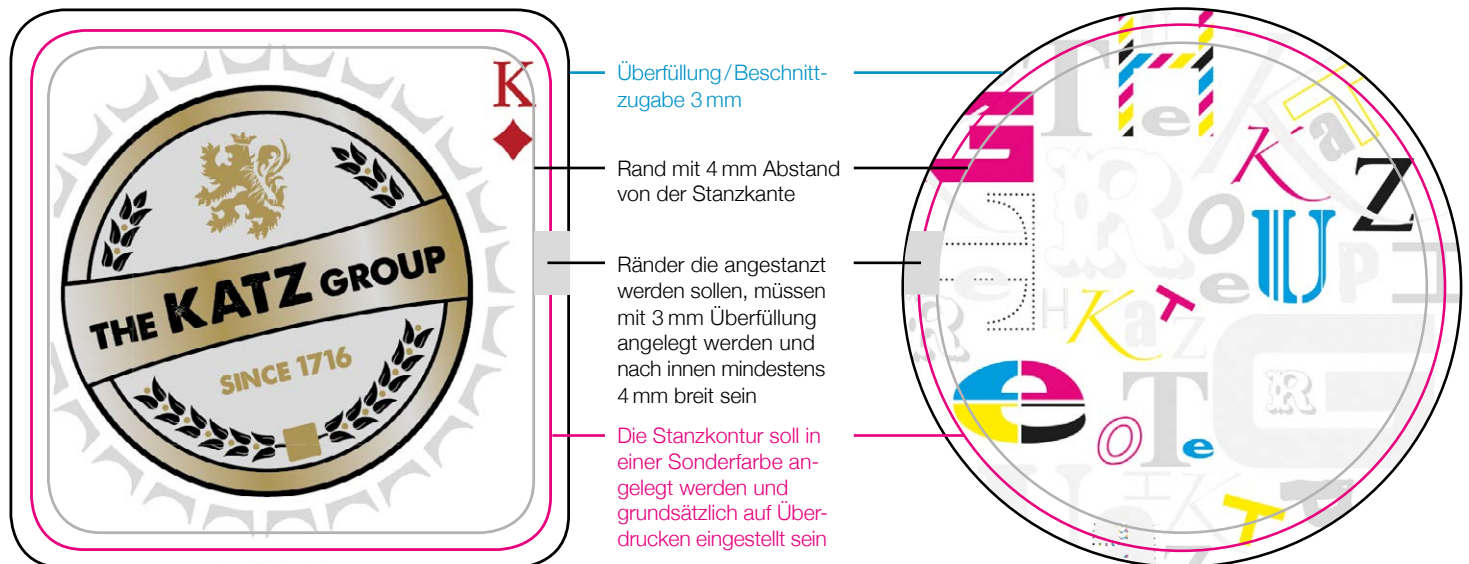 K
THE KATZ GROUP
SINCE 1716
Überfüllung/Beschnitt-
zugabe 3 mm
Rand mit 4 mm Abstand
von der Stanzkante
Ränder die angestanzt
werden sollen, müssen
mit 3 mm Überfüllung
angelegt werden und
nach innen mindestens
4 mm breit sein
Die Stanzkontur soll in
einer Sonderfarbe an-
gelegt werden und
grundsätzlich auf Über-
drucken eingestellt sein
T H e K a T Z
R O U P
e
H K a T Z
e O T e
R
K T T